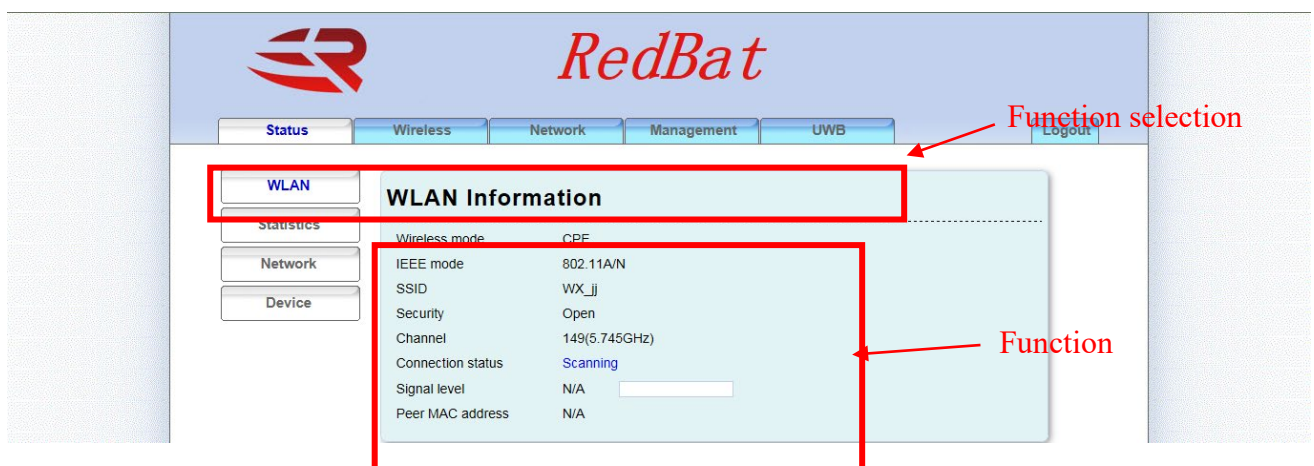 RedBat
Status Wireless Network Management UWB Logout
Function selection
WLAN
Statistics
Network
Device
WLAN Information
Wireless mode CPE
IEEE mode 802.11A/N
SSID WX_jj
Security Open
Channel 149(5.745GHz)
Connection status Scanning
Signal level N/A
Peer MAC address N/A
Function